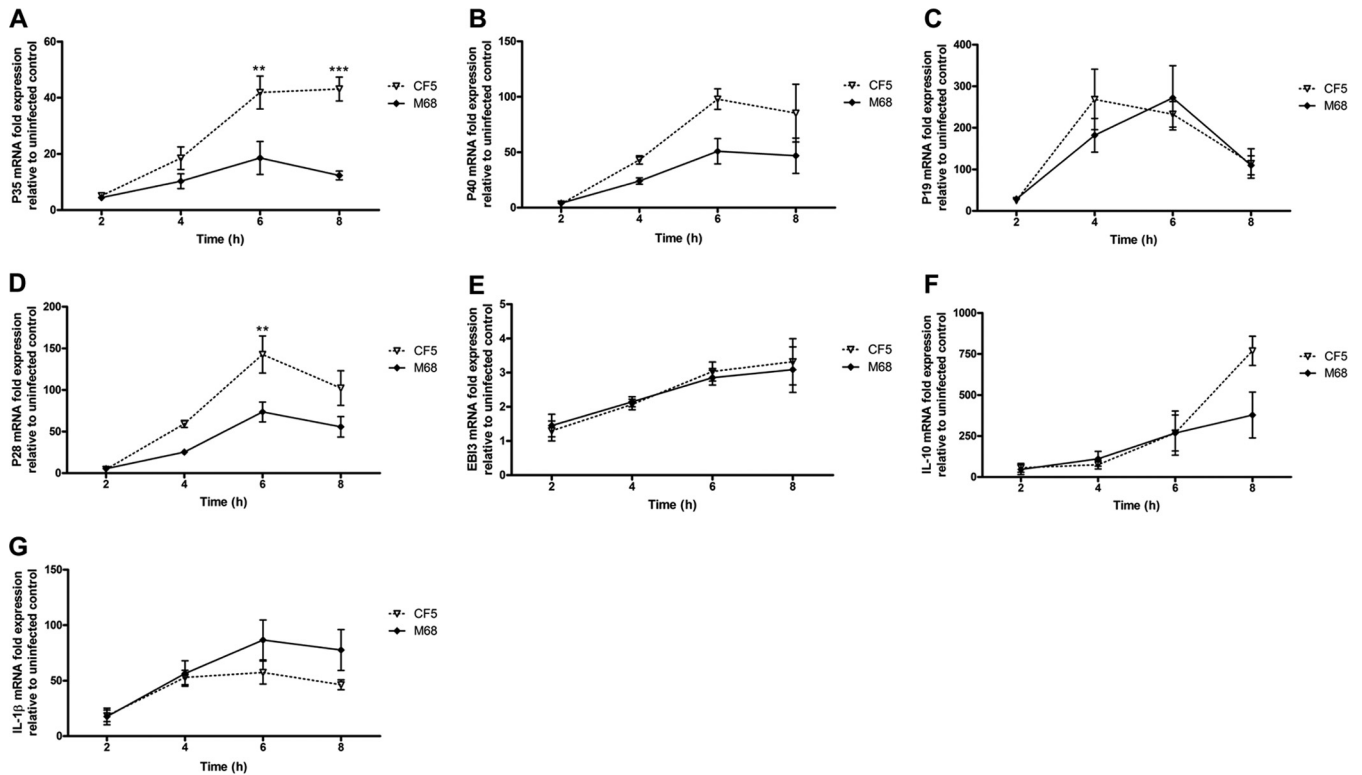 A
P35 mRNA fold expression
relative to uninfected control
60
40
20
0
**
***
2 4 6 8
Time (h)
CF5
M68
B
P40 mRNA fold expression
relative to uninfected control
150
100
50
0
2 4 6 8
Time (h)
CF5
M68
C
P19 mRNA fold expression
relative to uninfected control
400
300
200
100
0
2 4 6 8
Time (h)
CF5
M68
D
P28 mRNA fold expression
relative to uninfected control
200
150
100
50
0
**
2 4 6 8
Time (h)
CF5
M68
E
EBI3 mRNA fold expression
relative to uninfected control
5
4
3
2
1
0
2 4 6 8
Time (h)
CF5
M68
F
IL-10 mRNA fold expression
relative to uninfected control
1000
750
500
250
0
2 4 6 8
Time (h)
CF5
M68
G
IL-1β mRNA fold expression
relative to uninfected control
150
100
50
0
2 4 6 8
Time (h)
CF5
M68